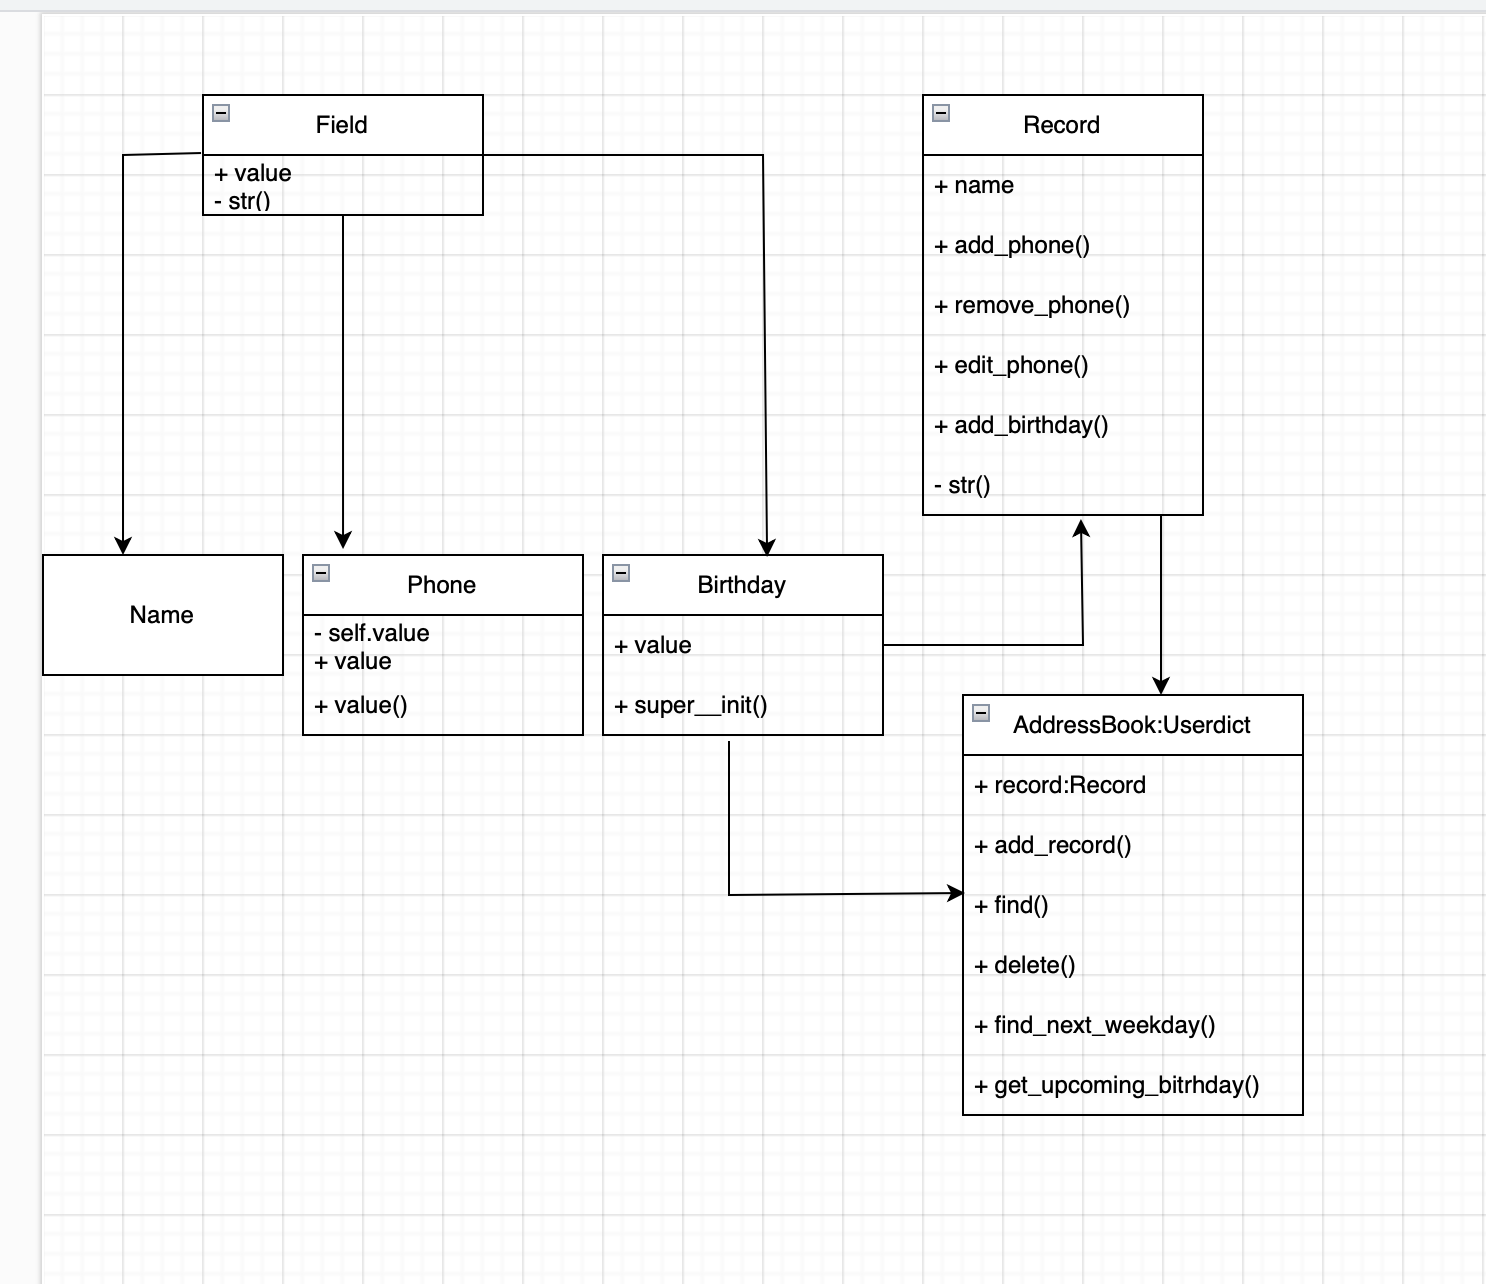 Field
+ value
- str()
Record
+ name
+ add_phone()
+ remove_phone()
+ edit_phone()
+ add_birthday()
- str()
Name
Phone
- self.value
+ value
+ value()
Birthday
+ value
+ super__init()
AddressBook:Userdict
+ record:Record
+ add_record()
+ find()
+ delete()
+ find_next_weekday()
+ get_upcoming_bitrhday()